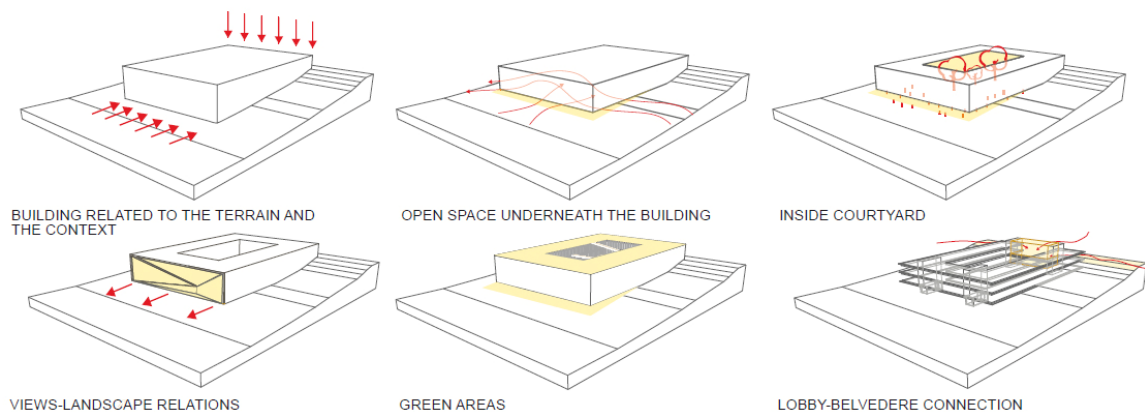 BUILDING RELATED TO THE TERRAIN AND
THE CONTEXT
OPEN SPACE UNDERNEATH THE BUILDING
INSIDE COURTYARD
VIEWS-LANDSCAPE RELATIONS
GREEN AREAS
LOBBY-BELVEDERE CONNECTION